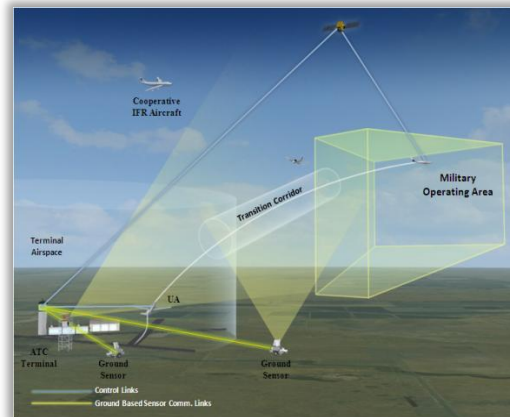 Cooperative
IFR Aircraft
Military
Operating Area
Transition Corridor
Terminal
Airspace
UA
ATC
Terminal
Ground
Sensor
Ground
Sensor
Control Links
Ground Based Sensor Comm. Links